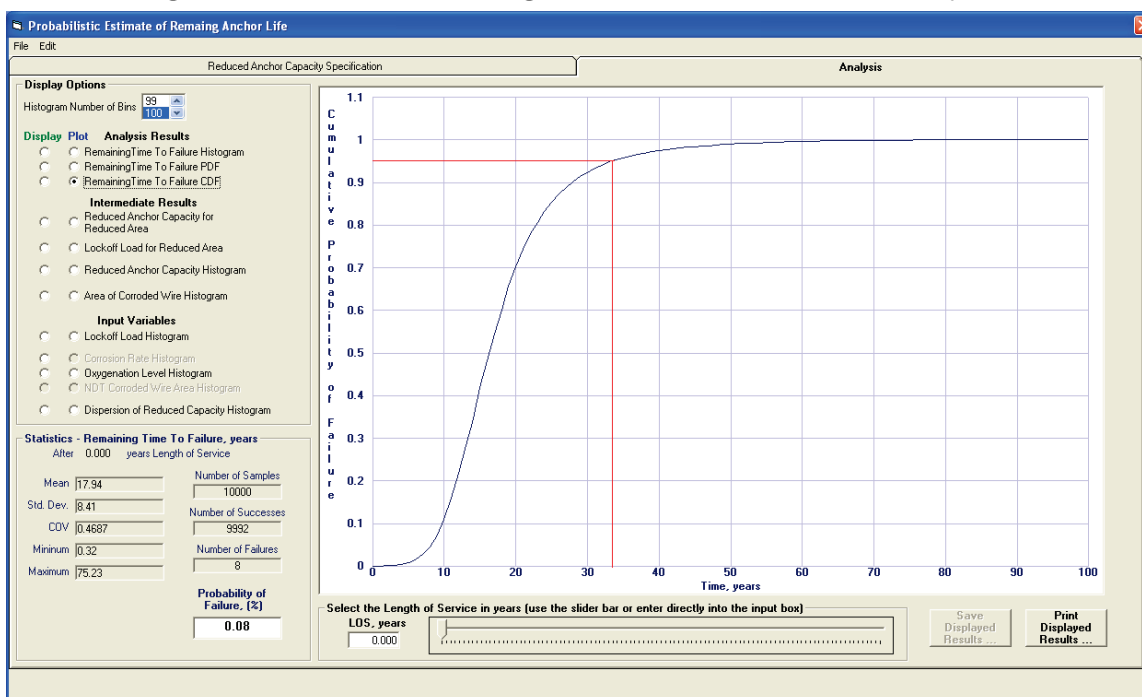 Probabilistic Estimate of Remaing Anchor Life
File Edit
Reduced Anchor Capacity Specification
Analysis
Display Options
Histogram Number of Bins 99
100
Display Plot Analysis Results
RemainingTime To Failure Histogram
RemainingTime To Failure PDF
RemainingTime To Failure CDF
Intermediate Results
Reduced Anchor Capacity for
Reduced Area
Lockoff Load for Reduced Area
Reduced Anchor Capacity Histogram
Area of Corroded Wire Histogram
Input Variables
Lockoff Load Histogram
Corrosion Rate Histogram
Oxygenation Level Histogram
NDT Corroded Wire Area Histogram
Dispersion of Reduced Capacity Histogram
Statistics - Remaining Time To Failure, years
After 0.000 years Length of Service
Mean 17.94
Std. Dev. 8.41
COV 0.4687
Mininum 0.32
Maximum 75.23
Number of Samples
10000
Number of Successes
9992
Number of Failures
8
Probability of
Failure, (%)
0.08
Cumulative Probability of Failure
1.1
1
0.9
0.8
0.7
0.6
0.5
0.4
0.3
0.2
0.1
0
0 10 20 30 40 50 60 70 80 90 100
Time, years
Select the Length of Service in years (use the slider bar or enter directly into the input box)
LOS, years
0.000
Save
Displayed
Results ...
Print
Displayed
Results ...